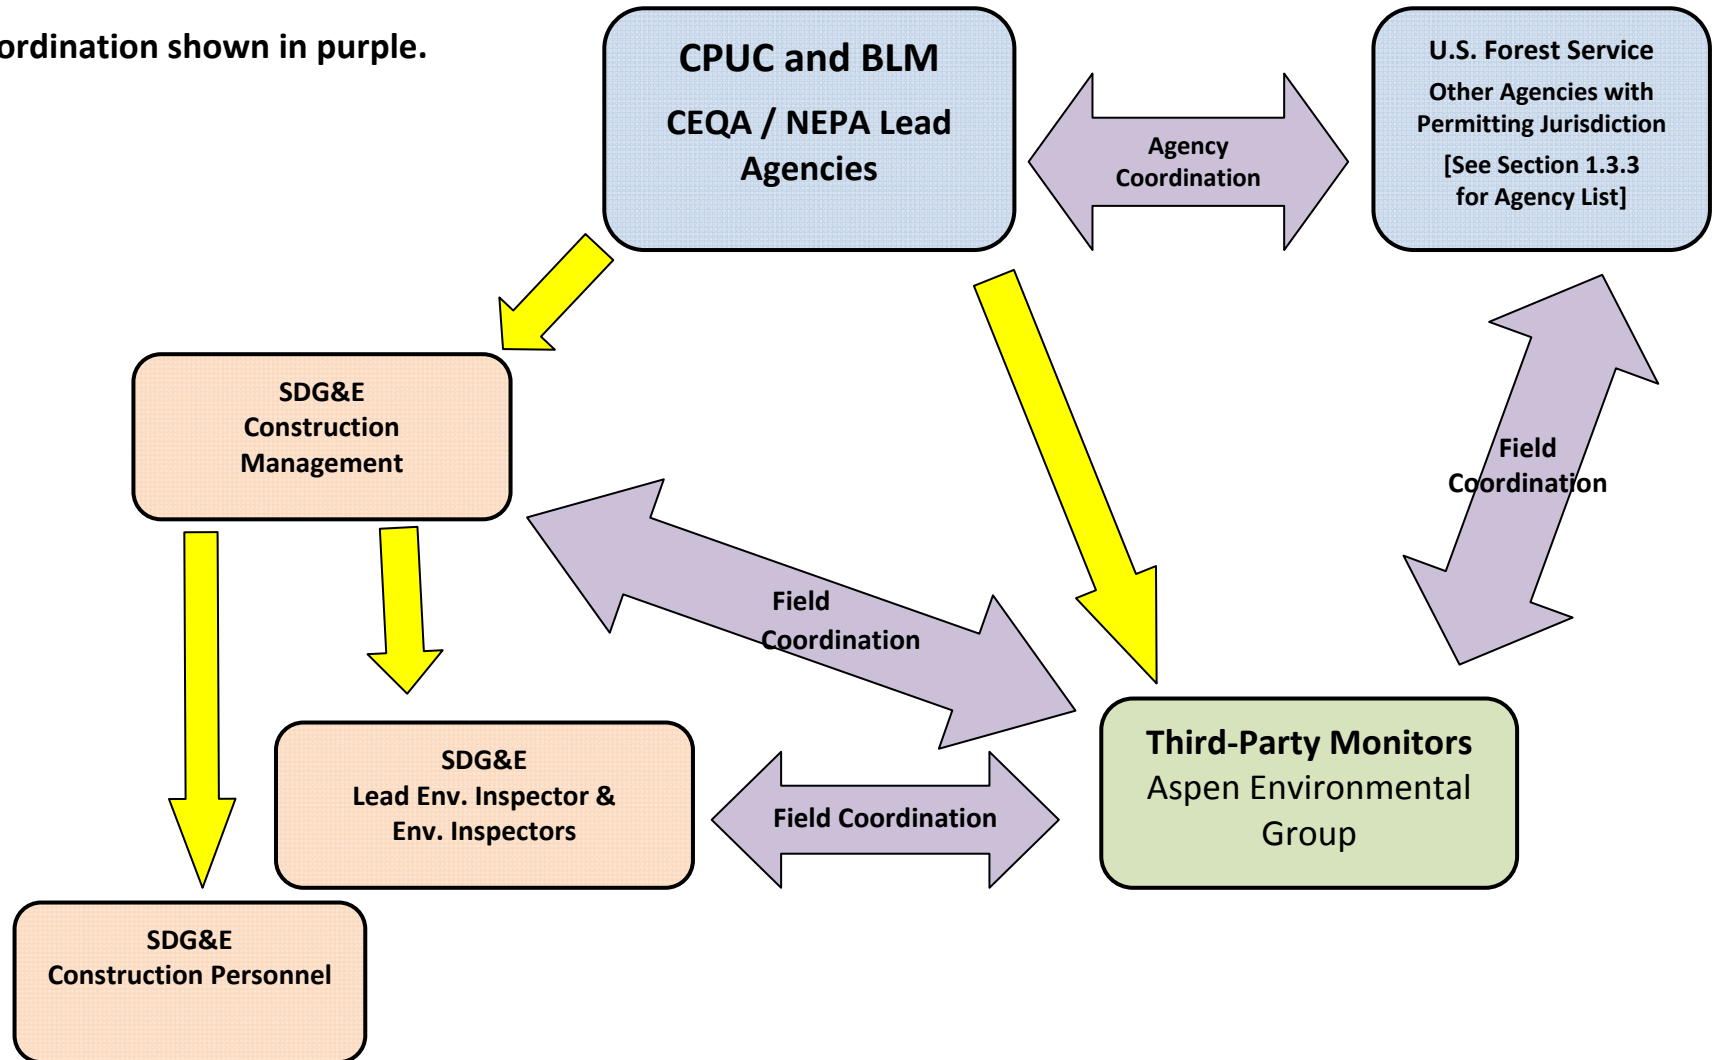 ordination shown in purple.
CPUC and BLM
CEQA / NEPA Lead
Agencies
Agency
Coordination
U.S. Forest Service
Other Agencies with
Permitting Jurisdiction
[See Section 1.3.3
for Agency List]
SDG&E
Construction
Management
Field
Coordination
Field
Coordination
SDG&E
Lead Env. Inspector &
Env. Inspectors
Field Coordination
Third-Party Monitors
Aspen Environmental
Group
SDG&E
Construction Personnel